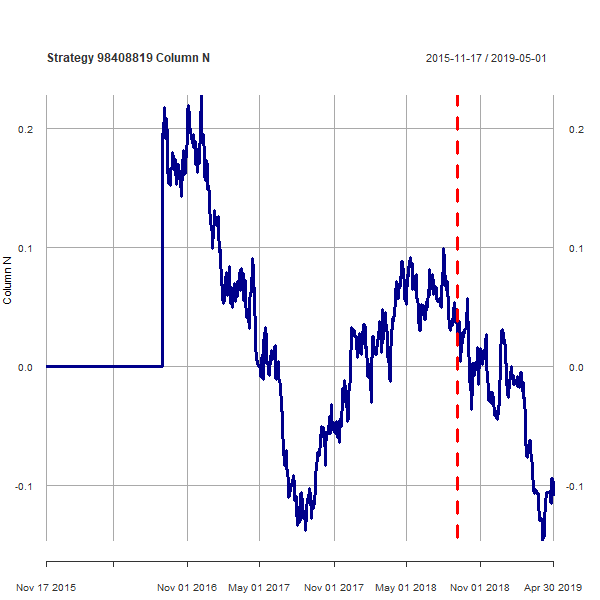 Strategy 98408819 Column N
2015-11-17 / 2019-05-01
0.2
0.2
0.1
0.1
0.0
0.0
-0.1
-0.1
Column N
Nov 17 2015
Nov 01 2016
May 01 2017
Nov 01 2017
May 01 2018
Nov 01 2018
Apr 30 2019